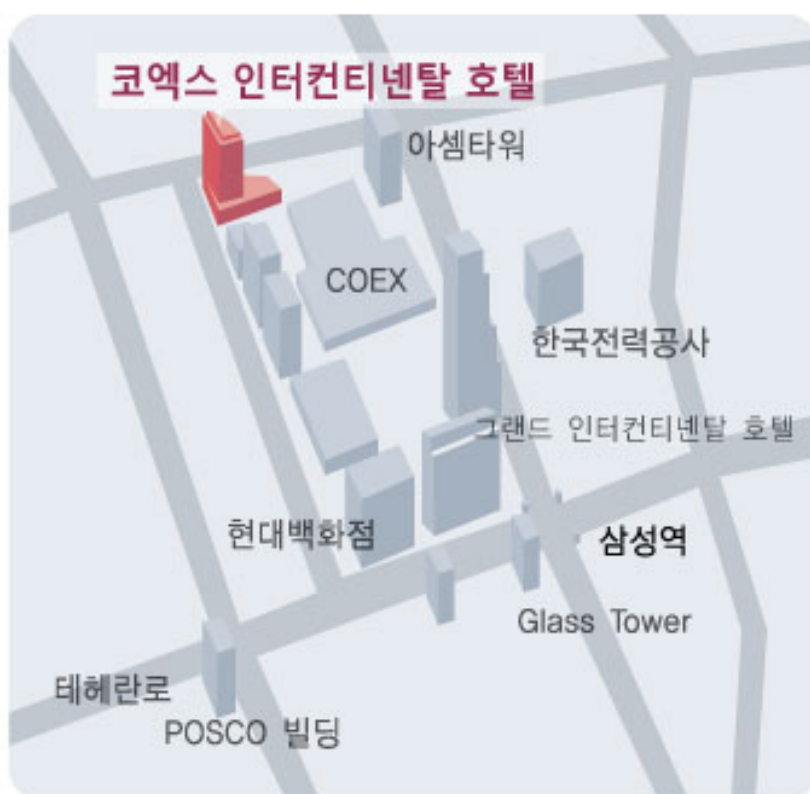 코엑스 인터컨티넨탈 호텔
아셈타워
COEX
한국전력공사
그랜드 인터컨티넨탈 호텔
현대백화점
삼성역
Glass Tower
테헤란로
POSCO 빌딩